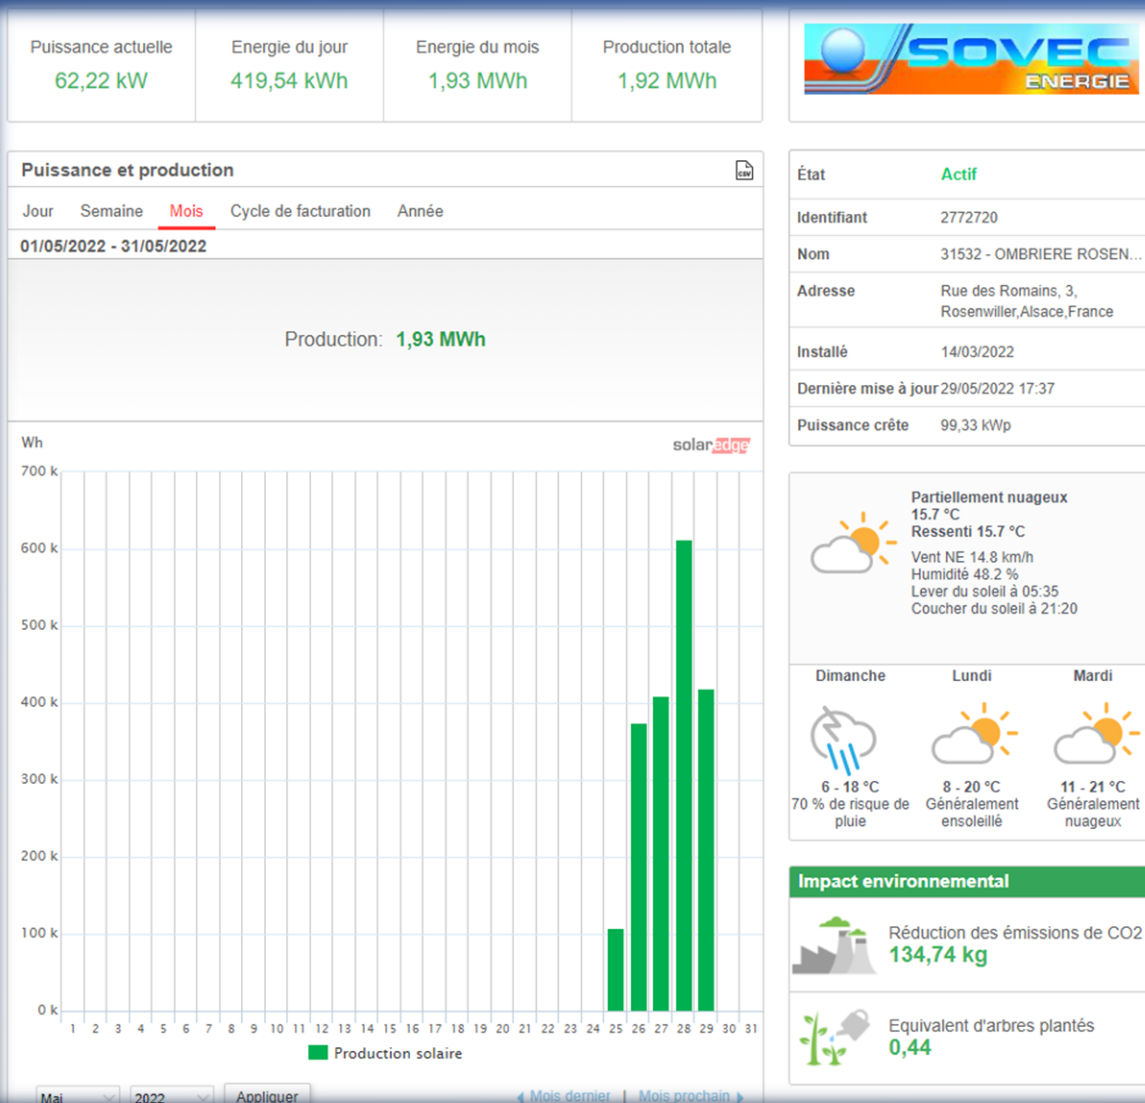 Puissance actuelle
62,22 kW
Energie du jour
419,54 kWh
Energie du mois
1,93 MWh
Production totale
1,92 MWh
SOVEC
ENERGIE
Puissance et production
CSV
Jour Semaine Mois Cycle de facturation Année
01/05/2022 - 31/05/2022
Production: 1,93 MWh
Wh
solaredge
700 k
600 k
500 k
400 k
300 k
200 k
100 k
0 k
1 2 3 4 5 6 7 8 9 10 11 12 13 14 15 16 17 18 19 20 21 22 23 24 25 26 27 28 29 30 31
Production solaire
Mai 2022 Appliquer Mois dernier | Mois prochain
État Actif
Identifiant 2772720
Nom 31532 - OMBRIERE ROSEN...
Adresse Rue des Romains, 3,
Rosenwiller,Alsace,France
Installé 14/03/2022
Dernière mise à jour 29/05/2022 17:37
Puissance crête 99,33 kWp
Partiellement nuageux
15.7 °C
Ressenti 15.7 °C
Vent NE 14.8 km/h
Humidité 48.2 %
Lever du soleil à 05:35
Coucher du soleil à 21:20
Dimanche
6 - 18 °C
70 % de risque de
pluie
Lundi
8 - 20 °C
Généralement
ensoleillé
Mardi
11 - 21 °C
Généralement
nuageux
Impact environnemental
Réduction des émissions de CO2
134,74 kg
Equivalent d'arbres plantés
0,44